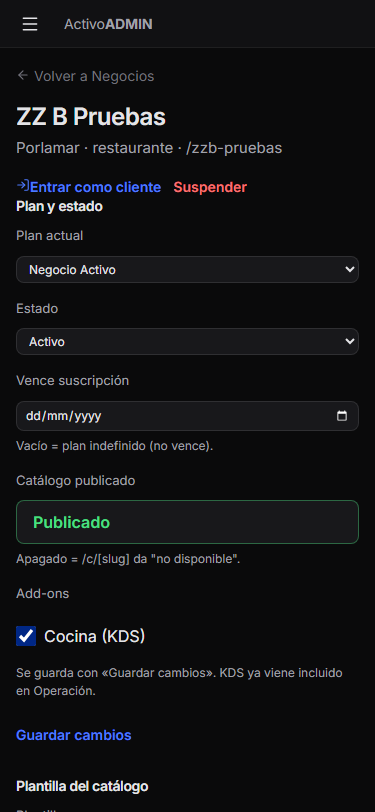 ActivoADMIN
← Volver a Negocios
ZZ B Pruebas
Porlamar · restaurante · /zzb-pruebas
Entrar como cliente Suspender
Plan y estado
Plan actual
Negocio Activo
Estado
Activo
Vence suscripción
dd/mm/yyyy
Vacío = plan indefinido (no vence).
Catálogo publicado
Publicado
Apagado = /c/[slug] da "no disponible".
Add-ons
Cocina (KDS)
Se guarda con «Guardar cambios». KDS ya viene incluido
en Operación.
Guardar cambios
Plantilla del catálogo